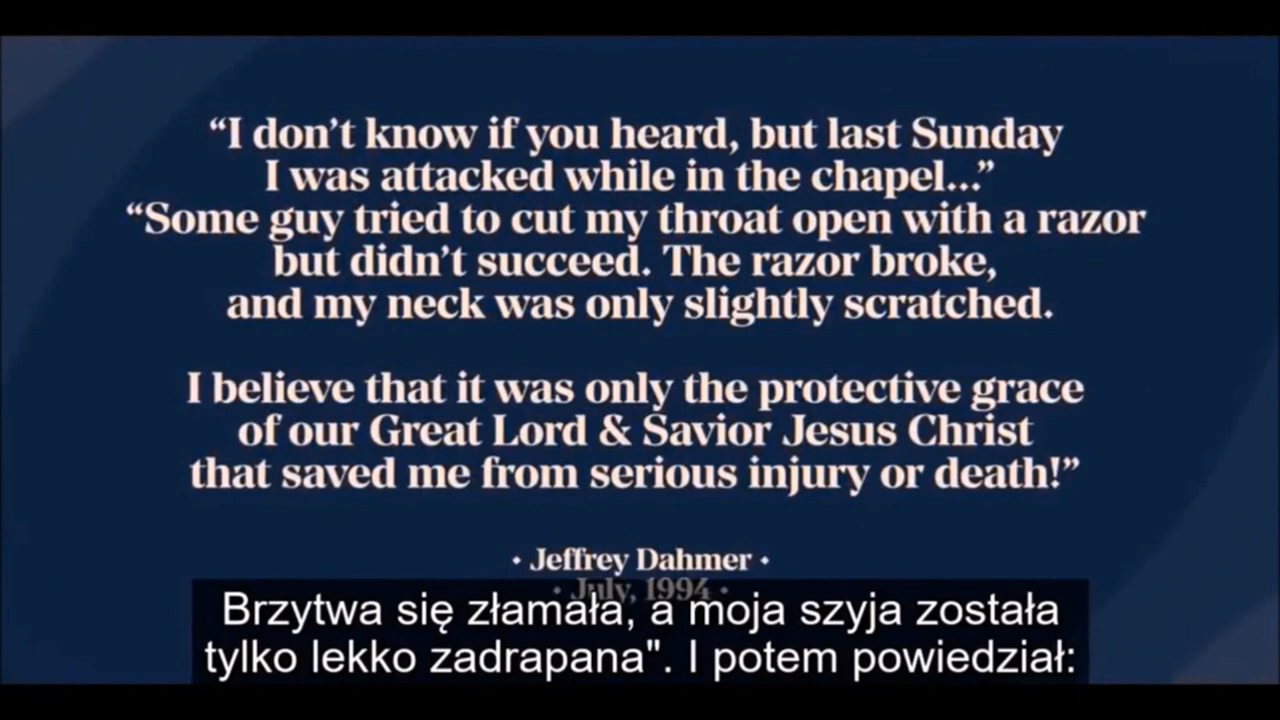 “I don’t know if you heard, but last Sunday
I was attacked while in the chapel...”
“Some guy tried to cut my throat open with a razor
but didn’t succeed. The razor broke,
and my neck was only slightly scratched.
I believe that it was only the protective grace
of our Great Lord & Savior Jesus Christ
that saved me from serious injury or death!”
• Jeffrey Dahmer •
• July, 1994 •
Brzytwa się złamała, a moja szyja została
tylko lekko zadrapana". I potem powiedział: